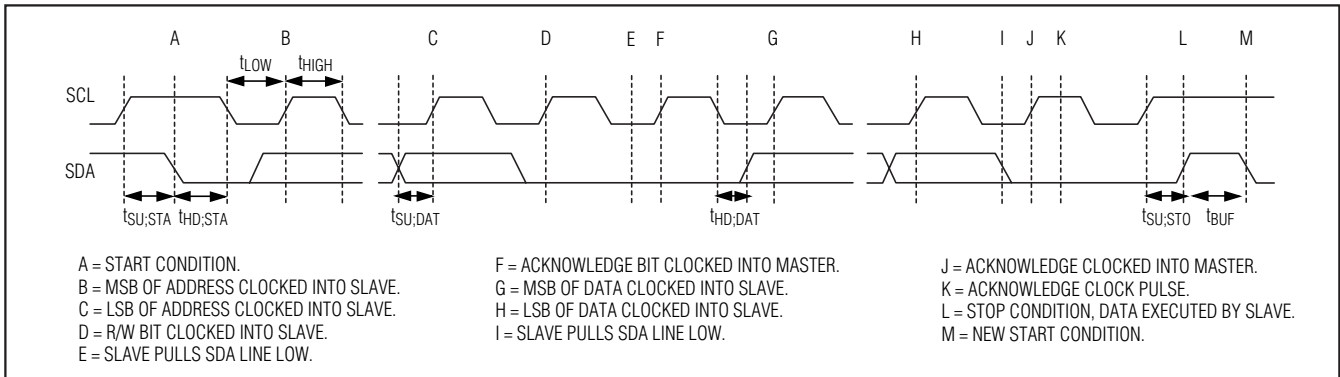 A B C D E F G H I J K L M
tLOW tHIGH
SCL
SDA
tSU;STA tHD;STA tSU;DAT tHD;DAT tSU;STO tBUF
A = START CONDITION.
B = MSB OF ADDRESS CLOCKED INTO SLAVE.
C = LSB OF ADDRESS CLOCKED INTO SLAVE.
D = R/W BIT CLOCKED INTO SLAVE.
E = SLAVE PULLS SDA LINE LOW.
F = ACKNOWLEDGE BIT CLOCKED INTO MASTER.
G = MSB OF DATA CLOCKED INTO SLAVE.
H = LSB OF DATA CLOCKED INTO SLAVE.
I = SLAVE PULLS SDA LINE LOW.
J = ACKNOWLEDGE CLOCKED INTO MASTER.
K = ACKNOWLEDGE CLOCK PULSE.
L = STOP CONDITION, DATA EXECUTED BY SLAVE.
M = NEW START CONDITION.